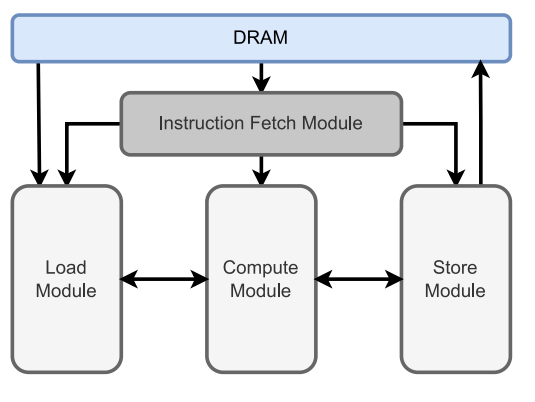 DRAM
Instruction Fetch Module
Load
Module
Compute
Module
Store
Module